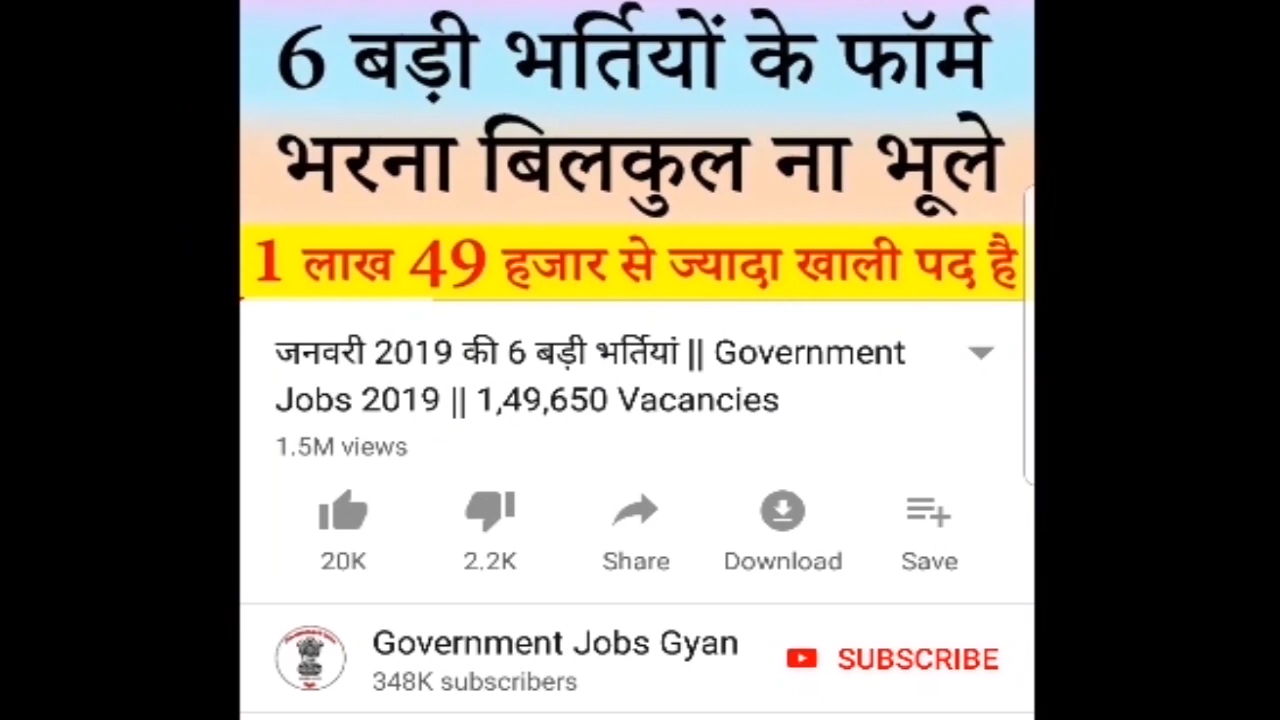 6 बड़ी भर्तियों के फॉर्म
भरना बिलकुल ना भूले
1 लाख 49 हजार से ज्यादा खाली पद है
जनवरी 2019 की 6 बड़ी भर्तियां || Government
Jobs 2019 || 1,49,650 Vacancies
1.5M views
20K 2.2K Share Download Save
Government Jobs Gyan
348K subscribers
SUBSCRIBE